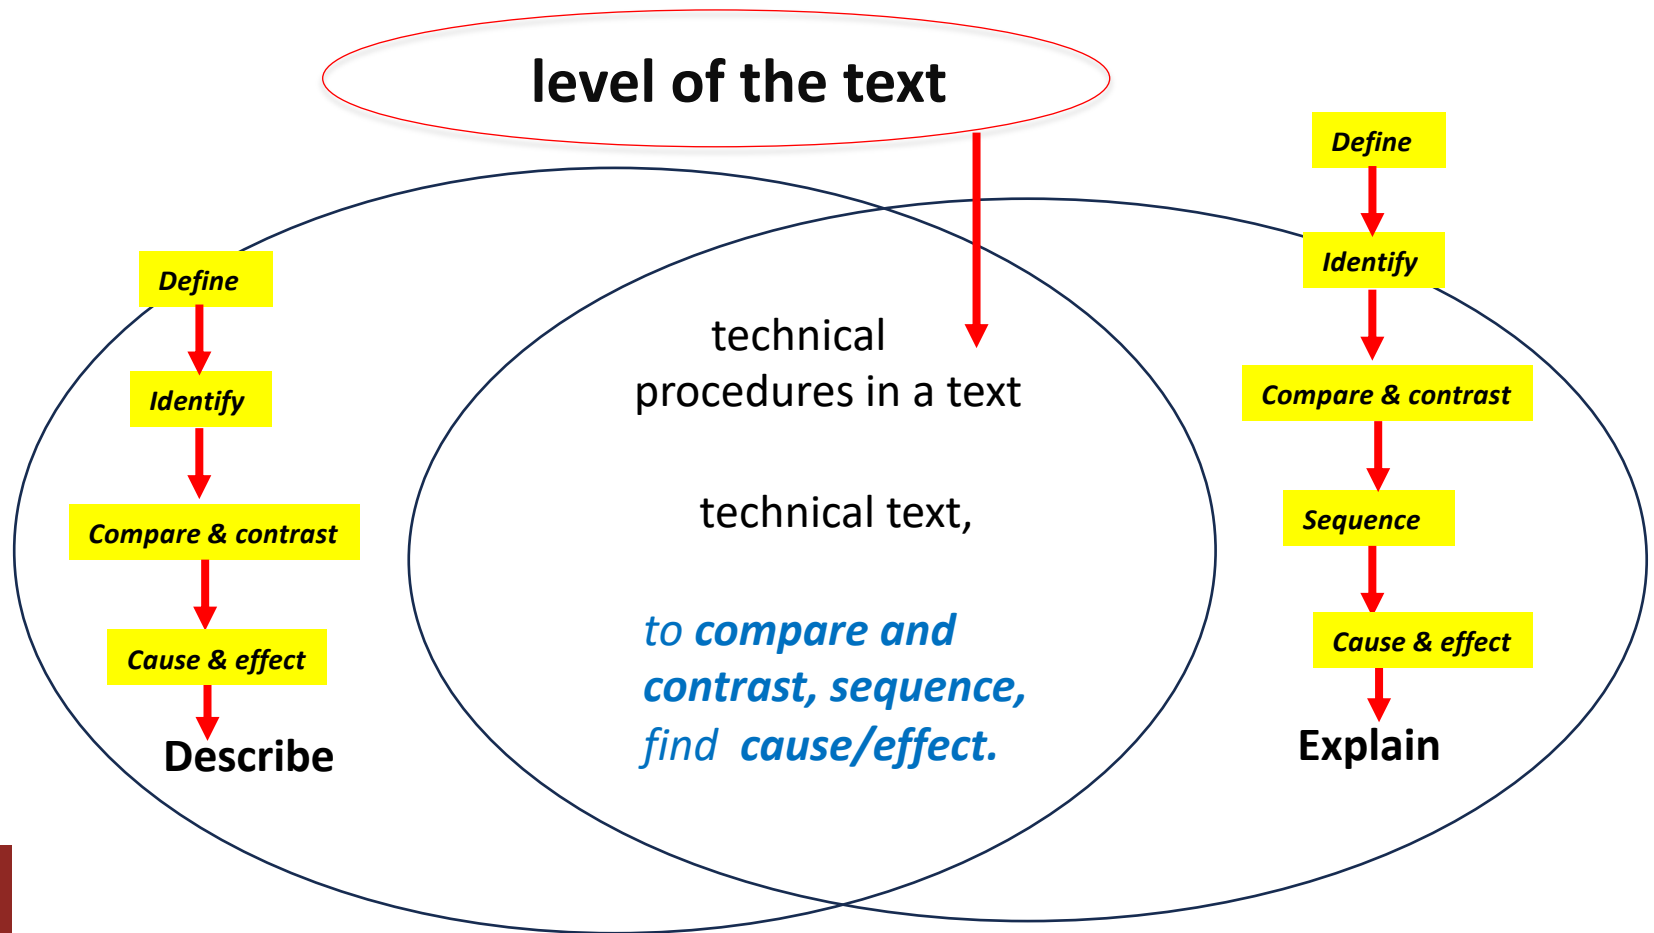 level of the text
Define
Identify
Compare & contrast
Cause & effect
Describe
technical
procedures in a text
technical text,
to compare and
contrast, sequence,
find cause/effect.
Define
Identify
Compare & contrast
Sequence
Cause & effect
Explain